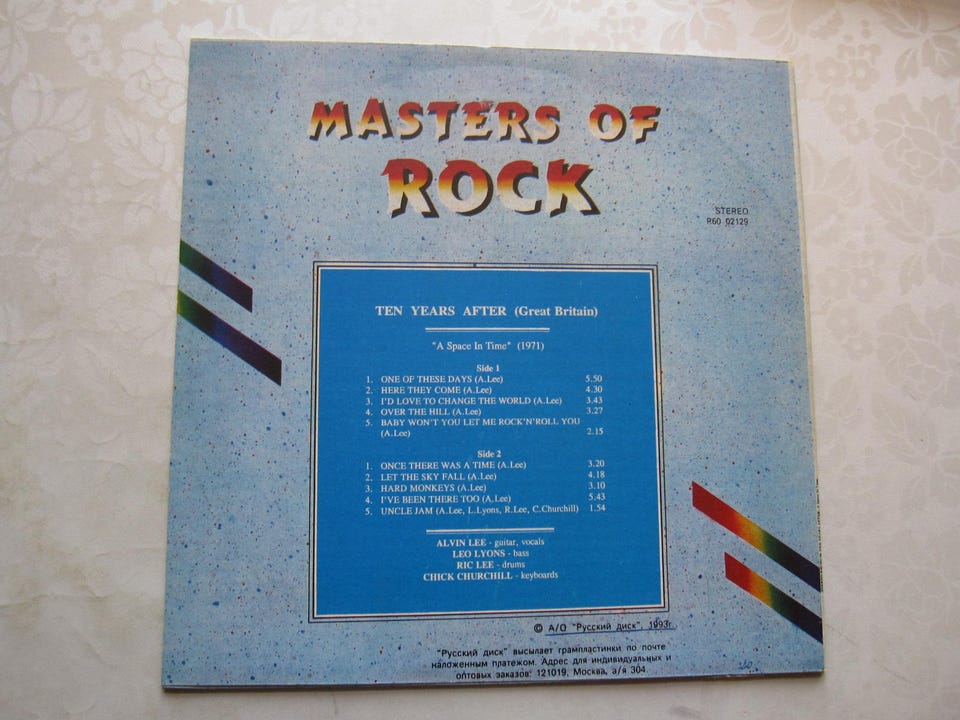 MASTERS OF
ROCK
STEREO
R60 02129
TEN YEARS AFTER (Great Britain)
"A Space In Time" (1971)
Side 1
1. ONE OF THESE DAYS (A.Lee) 5.50
2. HERE THEY COME (A.Lee) 4.30
3. I'D LOVE TO CHANGE THE WORLD (A.Lee) 3.43
4. OVER THE HILL (A.Lee) 3.27
5. BABY WON'T YOU LET ME ROCK'N'ROLL YOU
(A.Lee) 2.15
Side 2
1. ONCE THERE WAS A TIME (A.Lee) 3.20
2. LET THE SKY FALL (A.Lee) 4.18
3. HARD MONKEYS (A.Lee) 3.10
4. I'VE BEEN THERE TOO (A,Lee) 5.43
5. UNCLE JAM (A.Lee, L.Lyons, R.Lee, C.Churchill) 1.54
ALVIN LEE - guitar, vocals
LEO LYONS - bass
RIC LEE - drums
CHICK CHURCHILL - keyboards
© А/О "Русский диск", 1993г.
"Русский диск" высылает грампластинки по почте
наложенным платежом. Адрес для индивидуальных и
оптовых заказов: 121019, Москва, а/я 304.